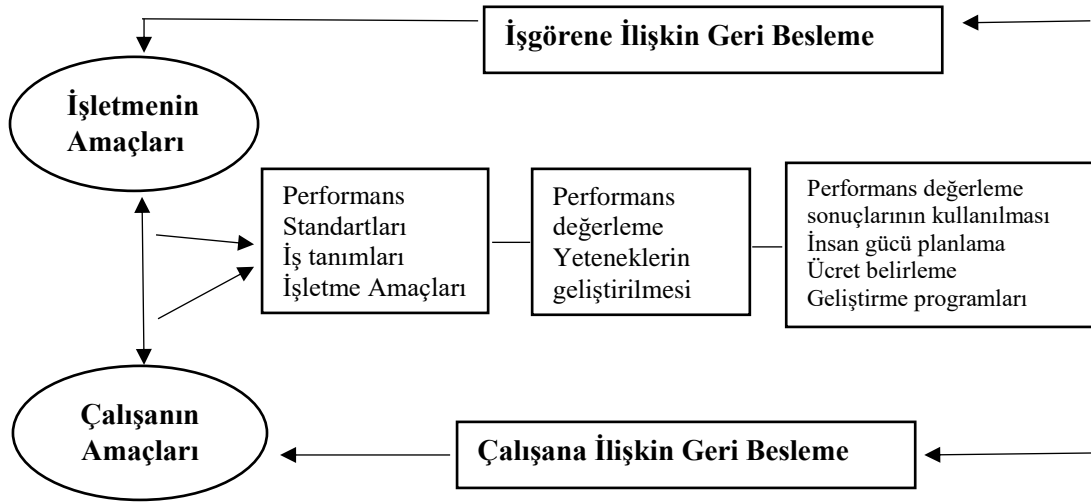 İşgörene İlişkin Geri Besleme
İşletmenin
Amaçları
Performans
Standartları
İş tanımları
İşletme Amaçları
Performans
değerleme
Yeteneklerin
geliştirilmesi
Performans değerleme
sonuçlarının kullanılması
İnsan gücü planlama
Ücret belirleme
Geliştirme programları
Çalışanın
Amaçları
Çalışana İlişkin Geri Besleme